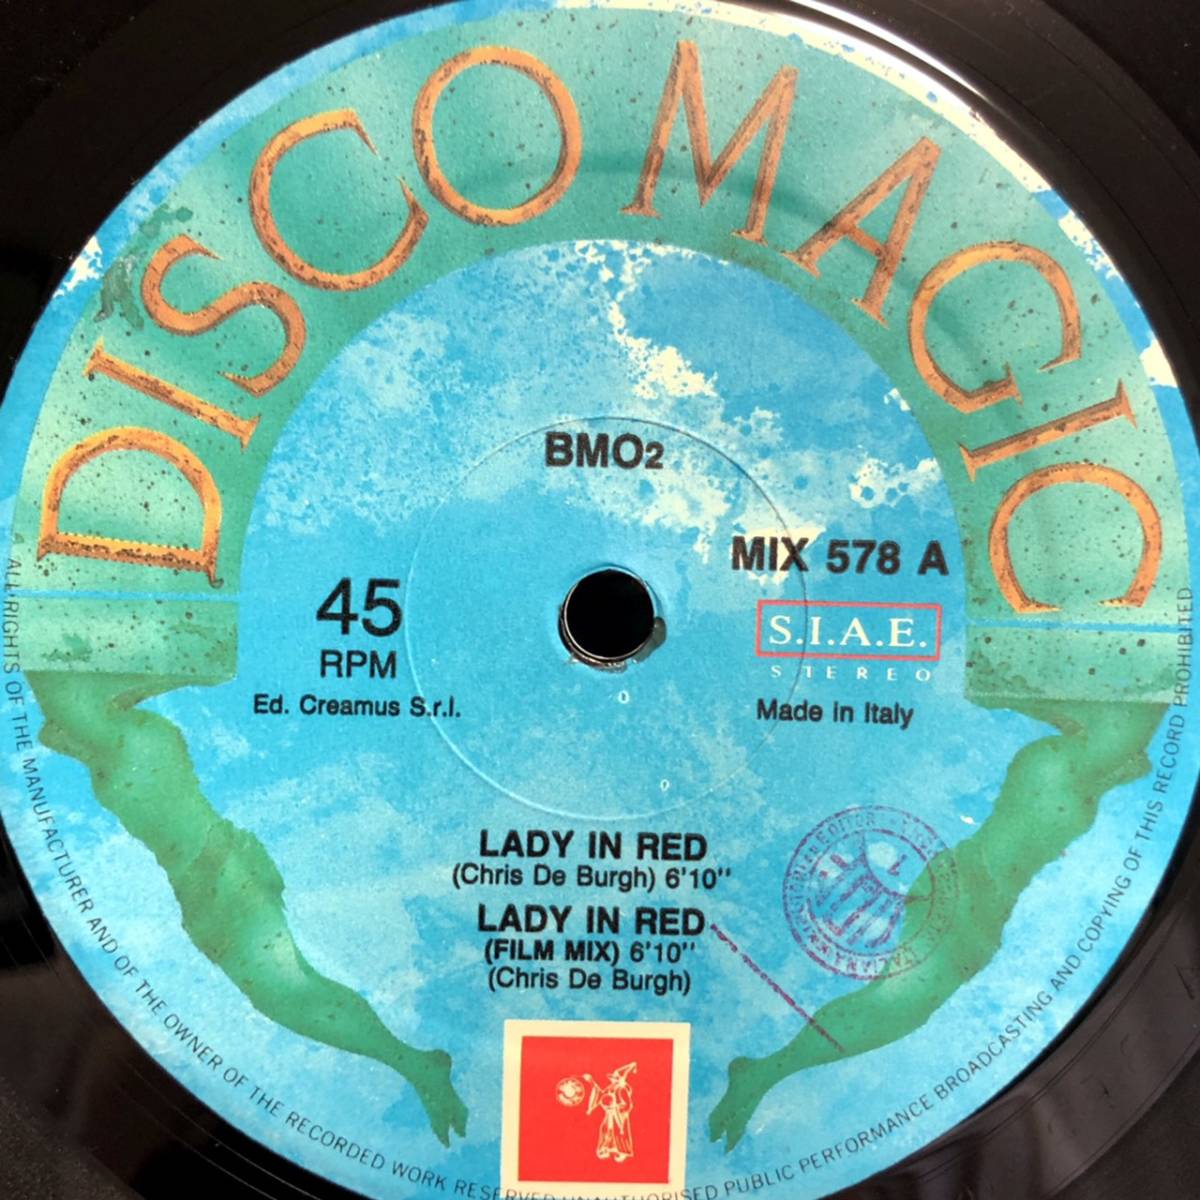 DISCO MAGIC
BMO2
MIX 578 A
45
RPM
Ed. Creamus S.r.l.
S.I.A.E.
STEREO
Made in Italy
LADY IN RED
(Chris De Burgh) 6'10''
LADY IN RED
(FILM MIX) 6'10''
(Chris De Burgh)
ALL RIGHTS OF THE MANUFACTURER AND OF THE OWNER OF THE RECORDED WORK RESERVED UNAUTHORISED PUBLIC PERFORMANCE BROADCASTING AND COPYING OF THIS RECORD PROHIBITED